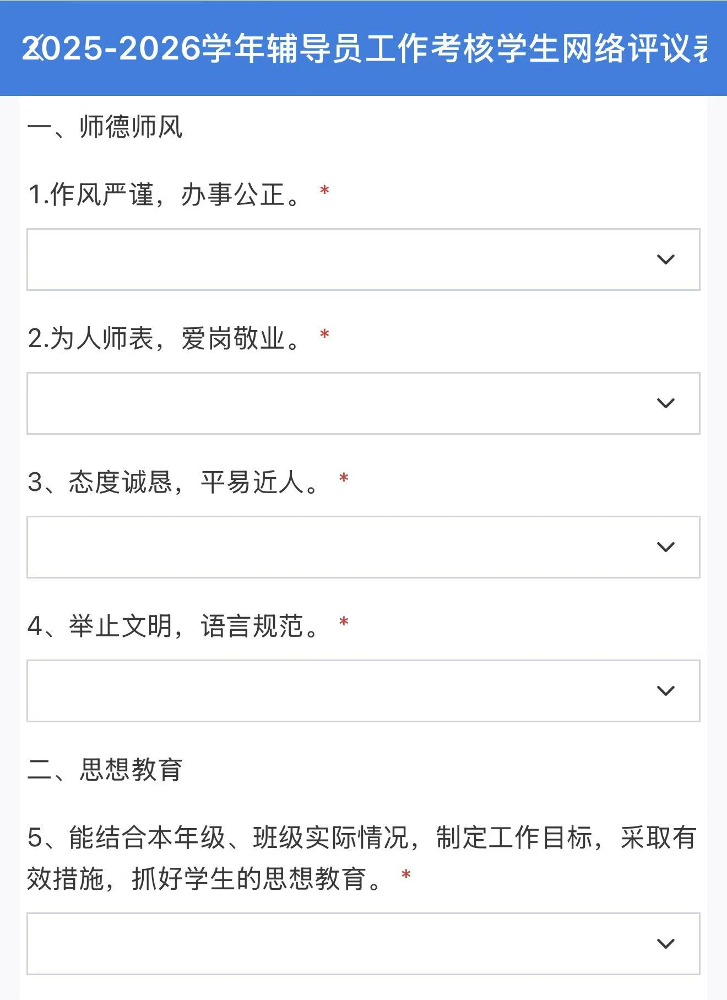 2025-2026学年辅导员工作考核学生网络评议表
一、师德师风
1.作风严谨，办事公正。 *
2.为人师表，爱岗敬业。 *
3、态度诚恳，平易近人。 *
4、举止文明，语言规范。 *
二、思想教育
5、能结合本年级、班级实际情况，制定工作目标，采取有
效措施，抓好学生的思想教育。 *